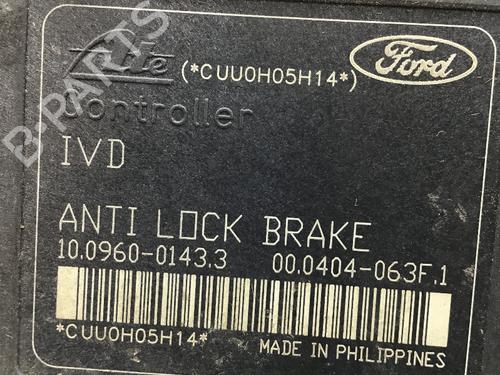 B-PARTS
Ate
(*CUU0H05H14*)
Ford
Controller
IVD
ANTI LOCK BRAKE
10.0960-0143.3 00.0404-063F.1
*CUU0H05H14*
MADE IN PHILIPPINES